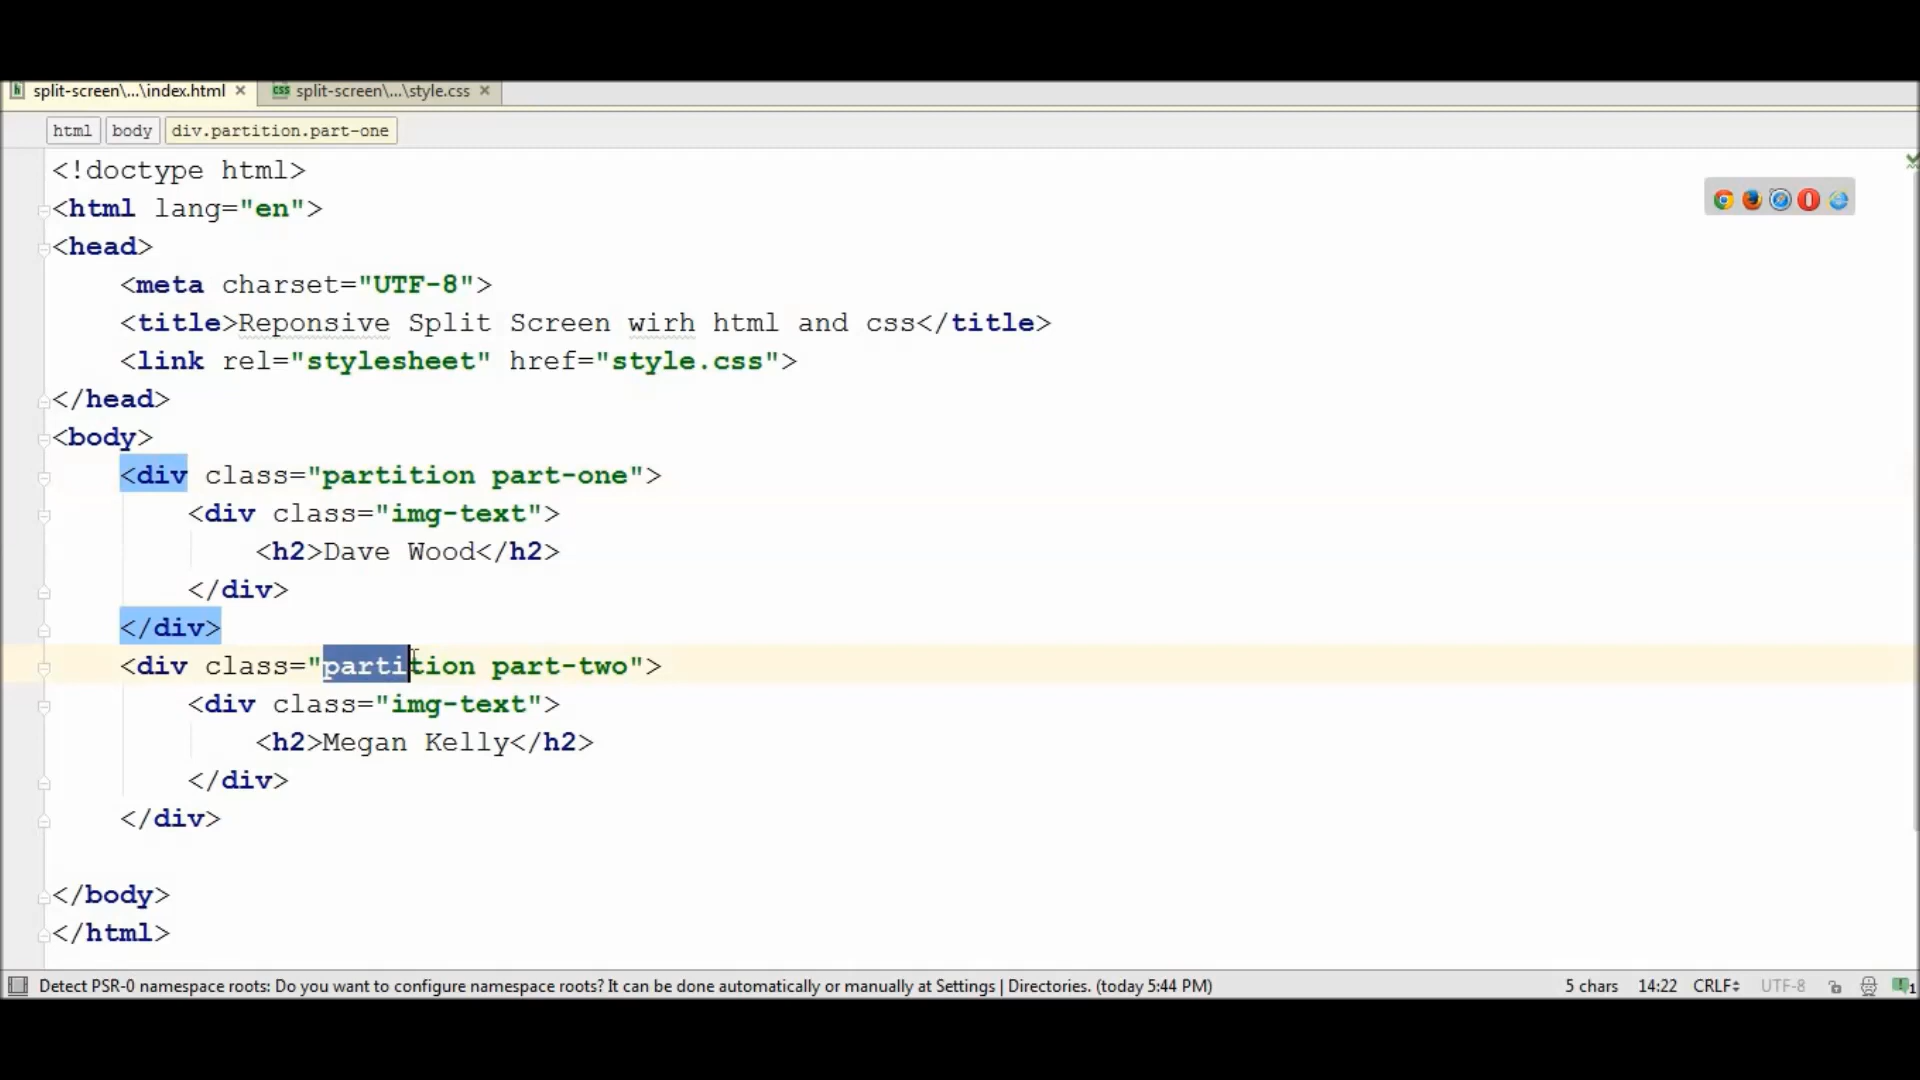 split-screen\...\index.html split-screen\...\style.css
html body div.partition.part-one
<!doctype html>
<html lang="en">
<head>
<meta charset="UTF-8">
<title>Reponsive Split Screen wirh html and css</title>
<link rel="stylesheet" href="style.css">
</head>
<body>
<div class="partition part-one">
<div class="img-text">
<h2>Dave Wood</h2>
</div>
</div>
<div class="partition part-two">
<div class="img-text">
<h2>Megan Kelly</h2>
</div>
</div>
</body>
</html>
Detect PSR-0 namespace roots: Do you want to configure namespace roots? It can be done automatically or manually at Settings | Directories. (today 5:44 PM) 5 chars 14:22 CRLF UTF-8 1